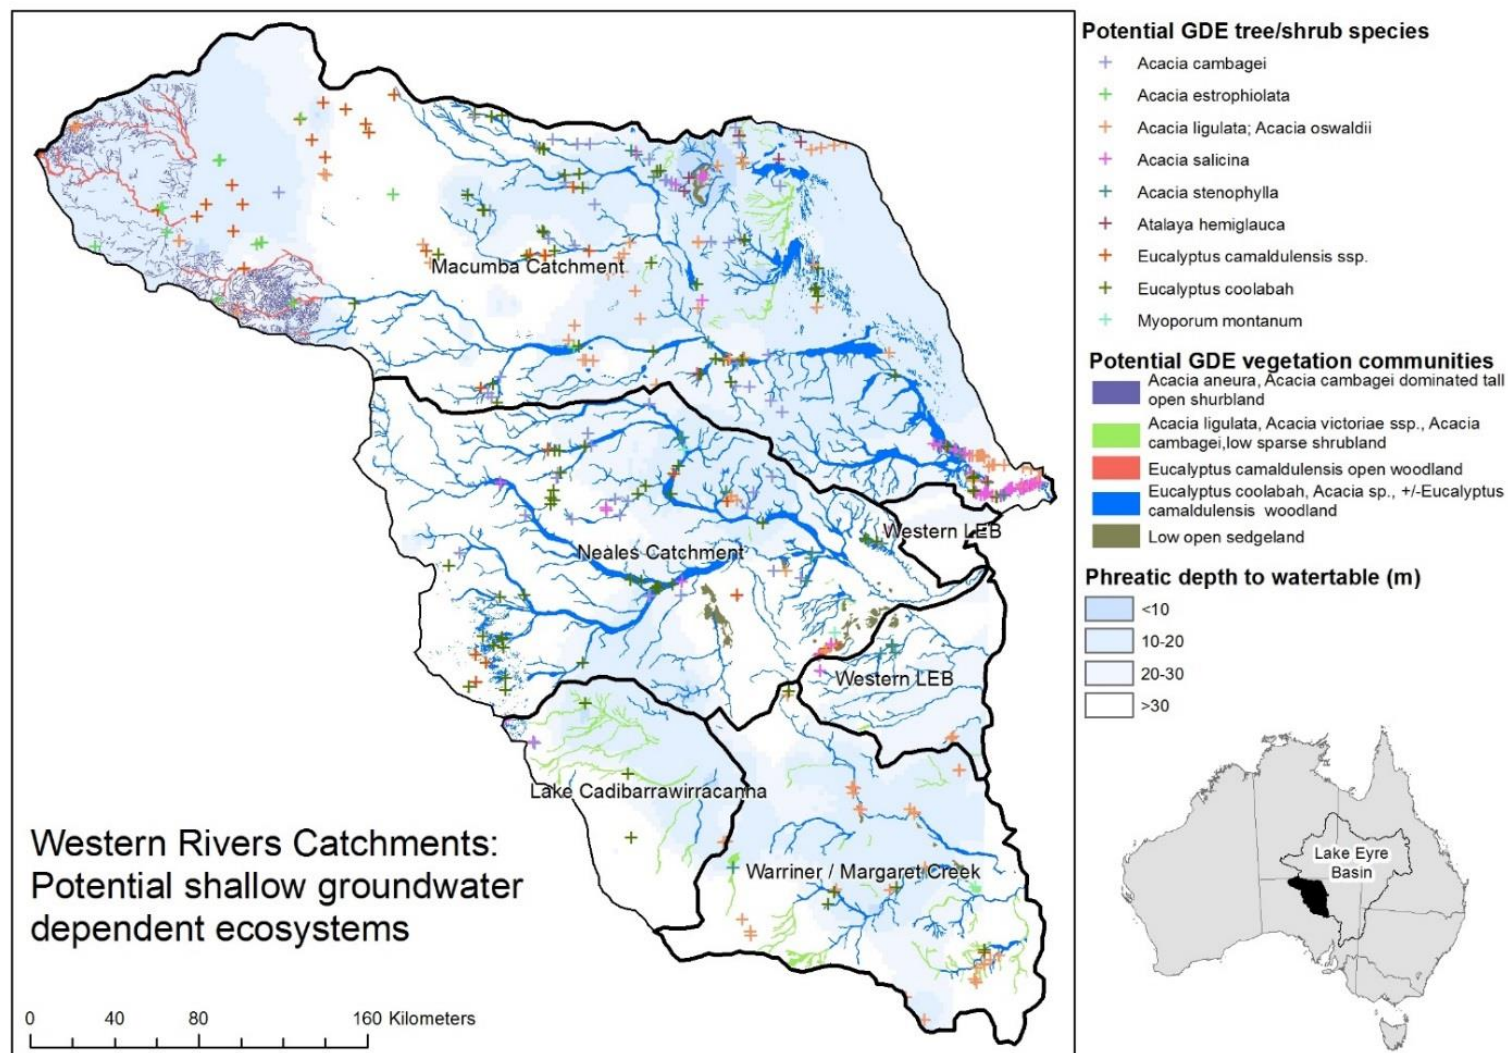 Macumba Catchment
Western LEB
Neales Catchment
Western LEB
Lake Cadibarrawirracanna
Warriner / Margaret Creek
Western Rivers Catchments:
Potential shallow groundwater
dependent ecosystems
0 40 80 160 Kilometers
Potential GDE tree/shrub species
Acacia cambagei
Acacia estrophiolata
Acacia ligulata; Acacia oswaldii
Acacia salicina
Acacia stenophylla
Atalaya hemiglauca
Eucalyptus camaldulensis ssp.
Eucalyptus coolabah
Myoporum montanum
Potential GDE vegetation communities
Acacia aneura, Acacia cambagei dominated tall
open shurbland
Acacia ligulata, Acacia victoriae ssp., Acacia
cambagei,low sparse shrubland
Eucalyptus camaldulensis open woodland
Eucalyptus coolabah, Acacia sp., +/-Eucalyptus
camaldulensis woodland
Low open sedgeland
Phreatic depth to watertable (m)
<10
10-20
20-30
>30
Lake Eyre
Basin